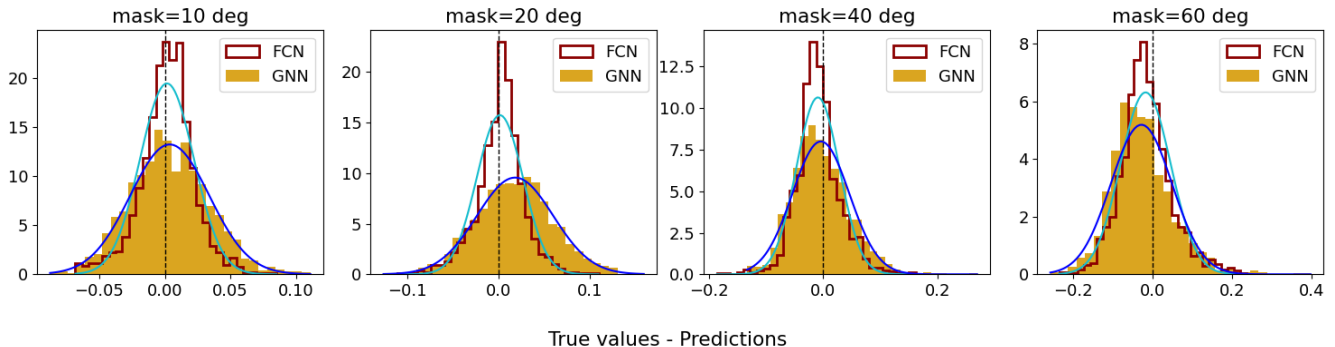 mask=10 deg
mask=20 deg
mask=40 deg
mask=60 deg
FCN
GNN
20
15
10
5
0
−0.05 0.00 0.05 0.10
FCN
GNN
20
15
10
5
0
−0.1 0.0 0.1
FCN
GNN
12.5
10.0
7.5
5.0
2.5
0.0
−0.2 0.0 0.2
FCN
GNN
8
6
4
2
0
−0.2 0.0 0.2 0.4
True values - Predictions